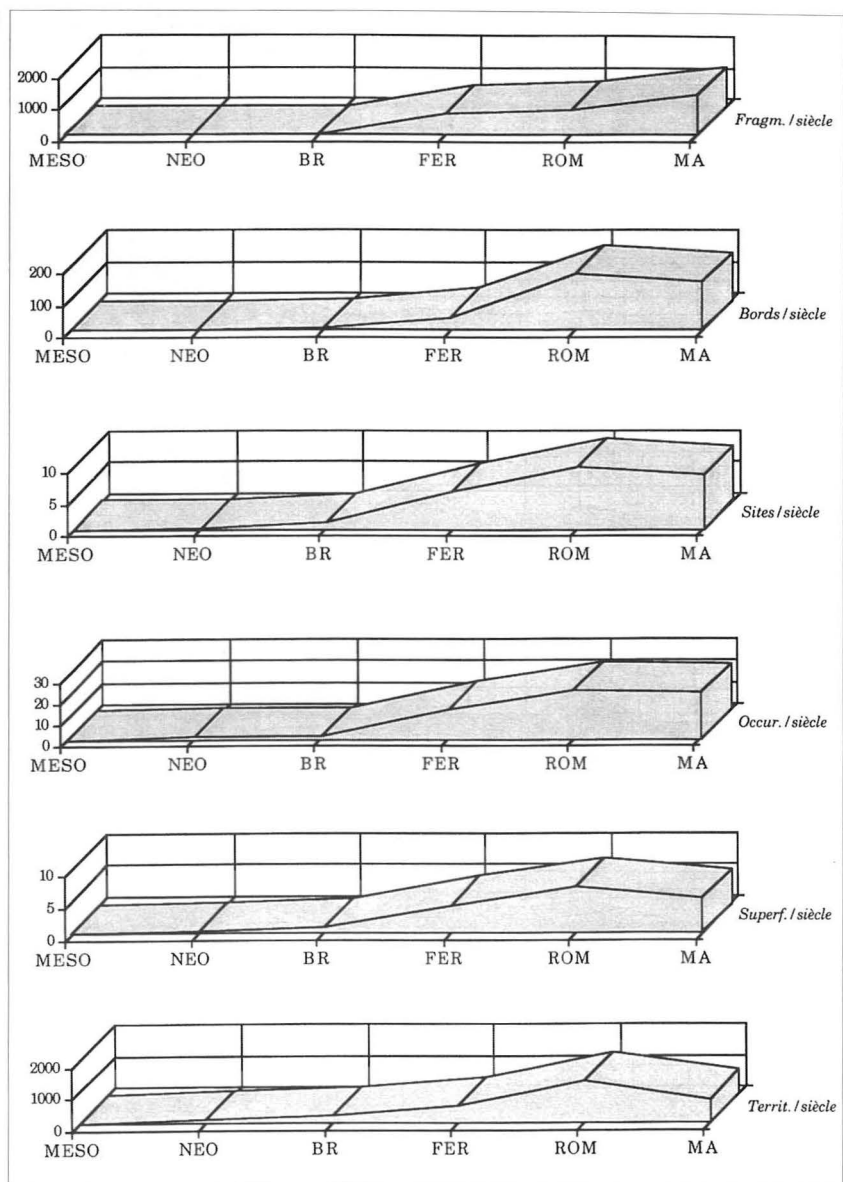 2000
1000
0
MESO NEO BR FER ROM MA
Fragm. / siècle
200
100
0
MESO NEO BR FER ROM MA
Bords / siècle
10
5
0
MESO NEO BR FER ROM MA
Sites / siècle
30
20
10
0
MESO NEO BR FER ROM MA
Occur. / siècle
10
5
0
MESO NEO BR FER ROM MA
Superf. / siècle
2000
1000
0
MESO NEO BR FER ROM MA
Territ. / siècle